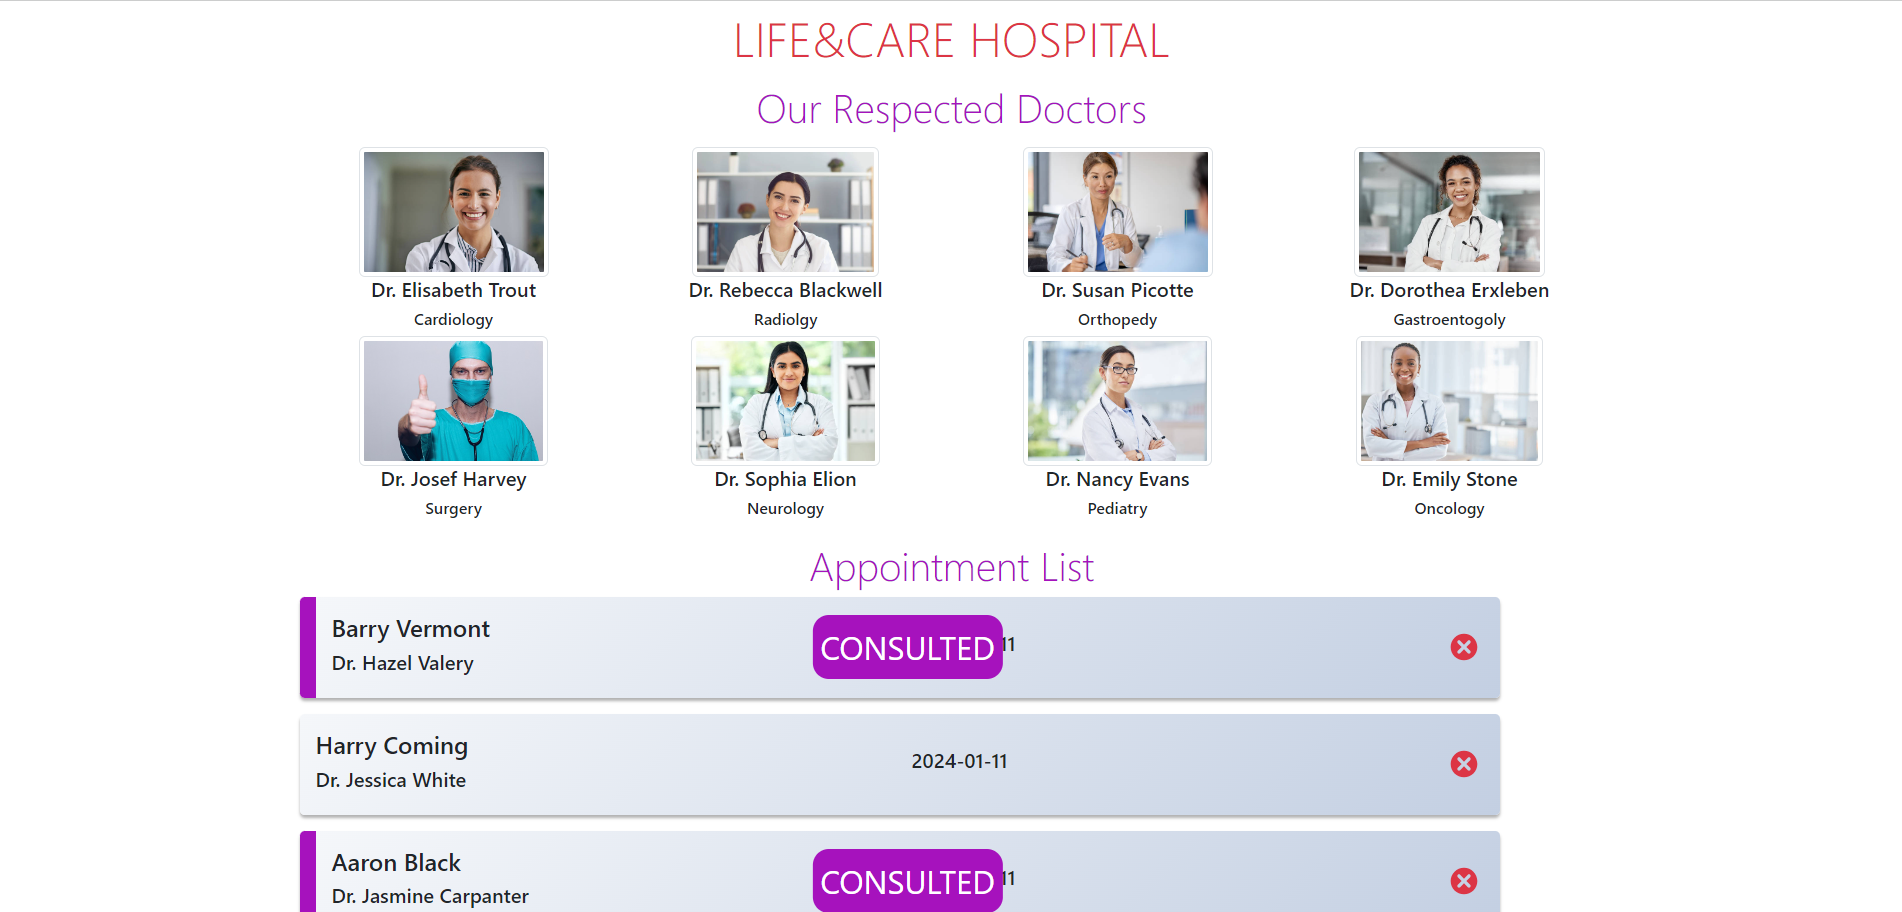 LIFE&CARE HOSPITAL
Our Respected Doctors
Dr. Elisabeth Trout
Cardiology
Dr. Rebecca Blackwell
Radiolgy
Dr. Susan Picotte
Orthopedy
Dr. Dorothea Erxleben
Gastroentogoly
Dr. Josef Harvey
Surgery
Dr. Sophia Elion
Neurology
Dr. Nancy Evans
Pediatry
Dr. Emily Stone
Oncology
Appointment List
Barry Vermont
Dr. Hazel Valery
CONSULTED
11
Harry Coming
Dr. Jessica White
2024-01-11
Aaron Black
Dr. Jasmine Carpanter
CONSULTED
11